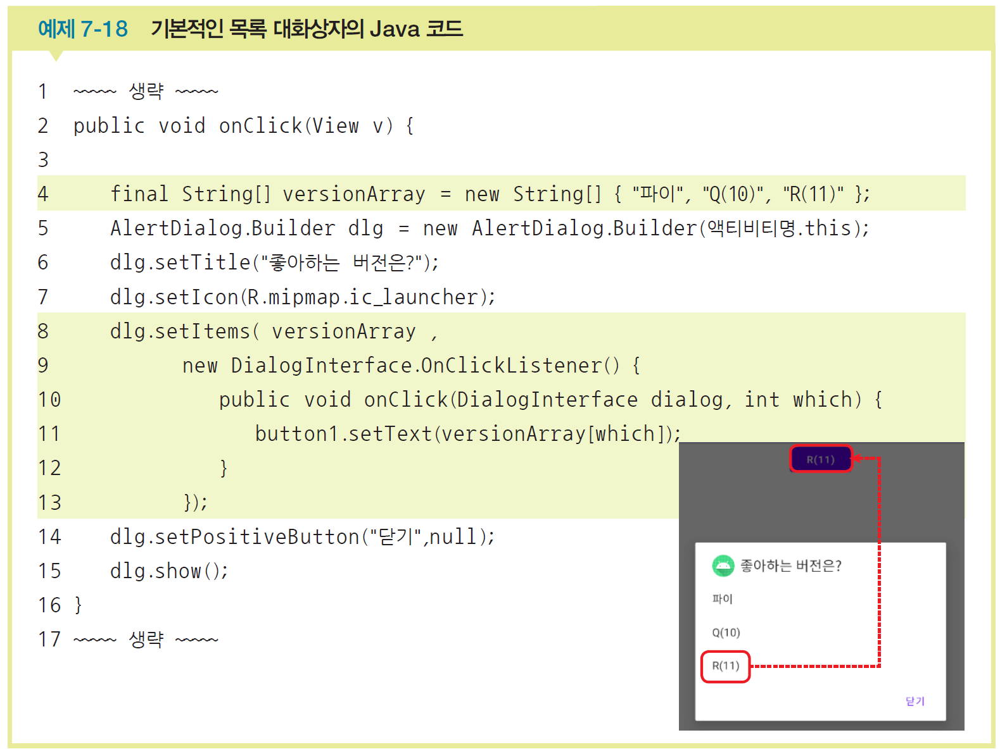 예제 7-18 기본적인 목록 대화상자의 Java 코드
1 ~~~~~ 생략 ~~~~~
2 public void onClick(View v) {
3
4 final String[] versionArray = new String[] { "파이", "Q(10)", "R(11)" };
5 AlertDialog.Builder dlg = new AlertDialog.Builder(액티비티명.this);
6 dlg.setTitle("좋아하는 버전은?");
7 dlg.setIcon(R.mipmap.ic_launcher);
8 dlg.setItems( versionArray ,
9 new DialogInterface.OnClickListener() {
10 public void onClick(DialogInterface dialog, int which) {
11 button1.setText(versionArray[which]);
12 }
13 });
14 dlg.setPositiveButton("닫기",null);
15 dlg.show();
16 }
17 ~~~~~ 생략 ~~~~~
R(11)
좋아하는 버전은?
파이
Q(10)
R(11)
닫기